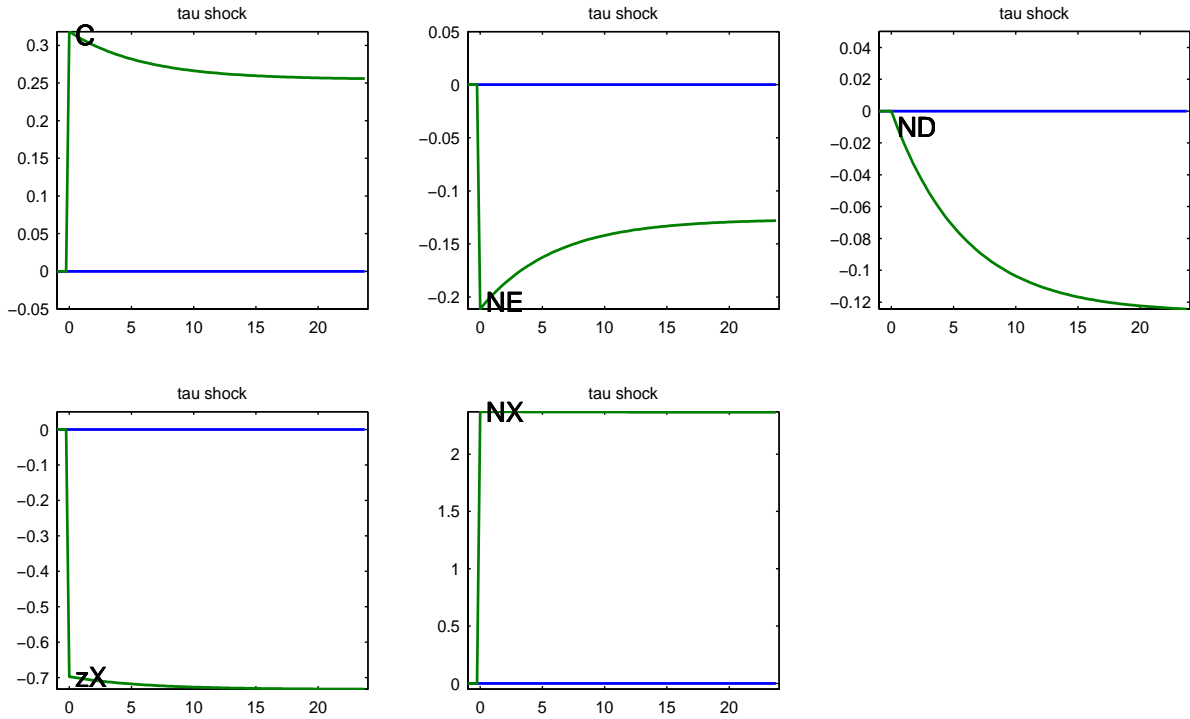 tau shock
0.3
0.25
0.2
0.15
0.1
0.05
0
−0.05
0 5 10 15 20
C
tau shock
0.05
0
−0.05
−0.1
−0.15
−0.2
0 5 10 15 20
NE
tau shock
0.04
0.02
0
−0.02
−0.04
−0.06
−0.08
−0.1
−0.12
0 5 10 15 20
ND
tau shock
0
−0.1
−0.2
−0.3
−0.4
−0.5
−0.6
−0.7
0 5 10 15 20
zX
tau shock
2
1.5
1
0.5
0
0 5 10 15 20
NX